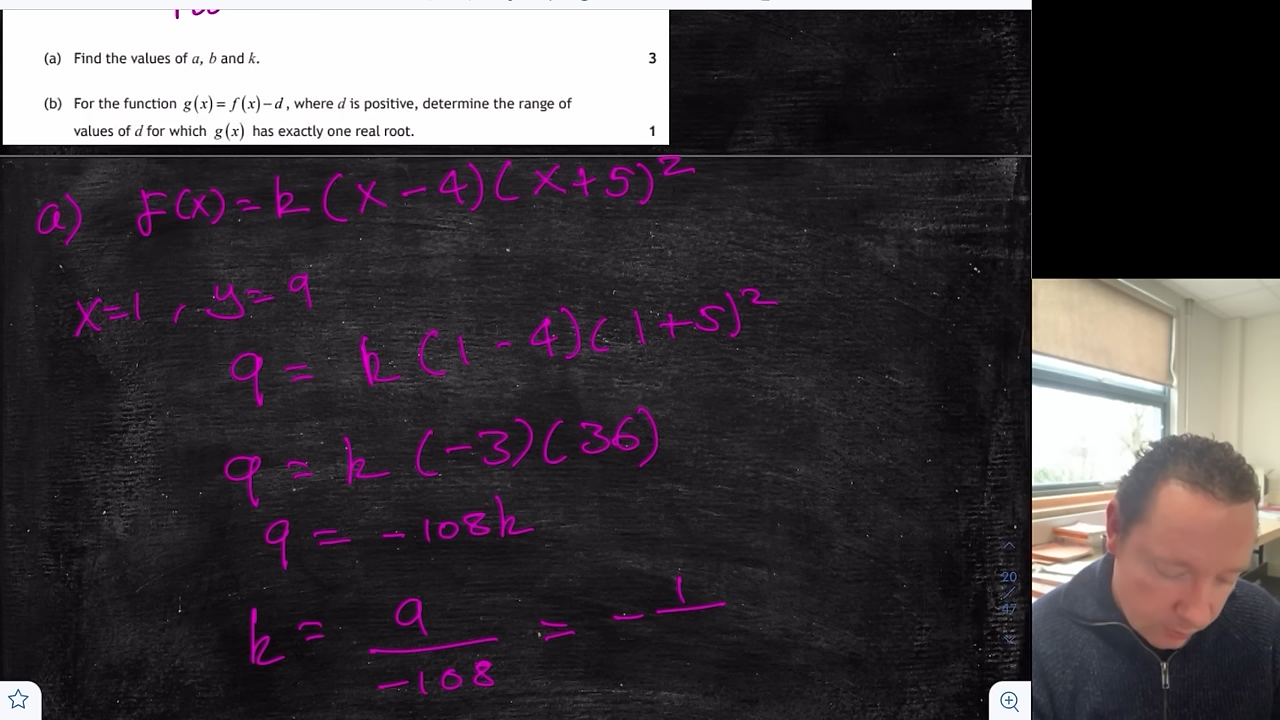 (a) Find the values of a, b and k. 3
(b) For the function g(x) = f(x) − d, where d is positive, determine the range of
values of d for which g(x) has exactly one real root. 1
a) f(x) = k(x − 4)(x + 5)²
x=1, y=9
9 = k(1 − 4)(1 + 5)²
9 = k(−3)(36)
9 = −108k
k = 9/−108 = −1/
20
/
47